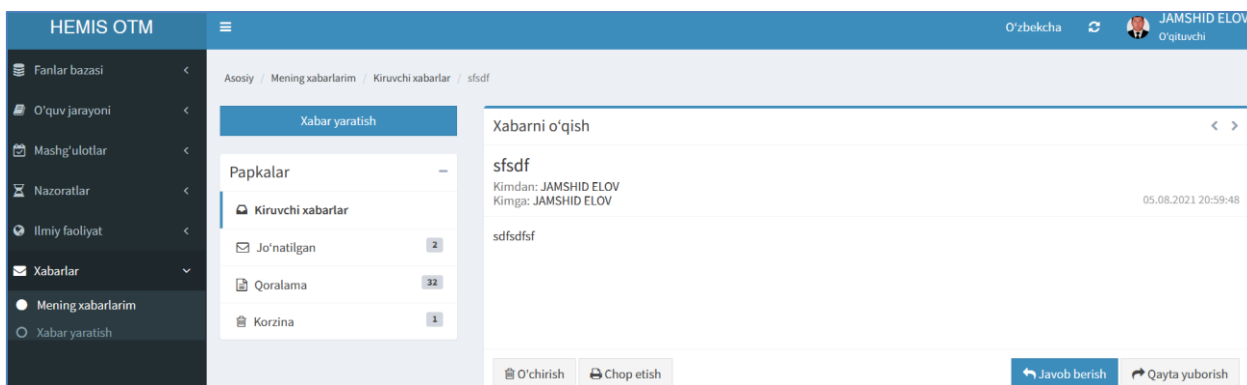 HEMIS OTM
O'zbekcha
JAMSHID ELOV
O'qituvchi
Fanlar bazasi
O'quv jarayoni
Mashg'ulotlar
Nazoratlar
Ilmiy faoliyat
Xabarlar
Mening xabarlarim
Xabar yaratish
Asosiy / Mening xabarlarim / Kiruvchi xabarlar / sfsdf
Xabar yaratish
Papkalar
Kiruvchi xabarlar
Jo'natilgan 2
Qoralama 32
Korzina 1
Xabarni o'qish
sfsdf
Kimdan: JAMSHID ELOV
Kimga: JAMSHID ELOV
05.08.2021 20:59:48
sdfsdfsf
O'chirish
Chop etish
Javob berish
Qayta yuborish